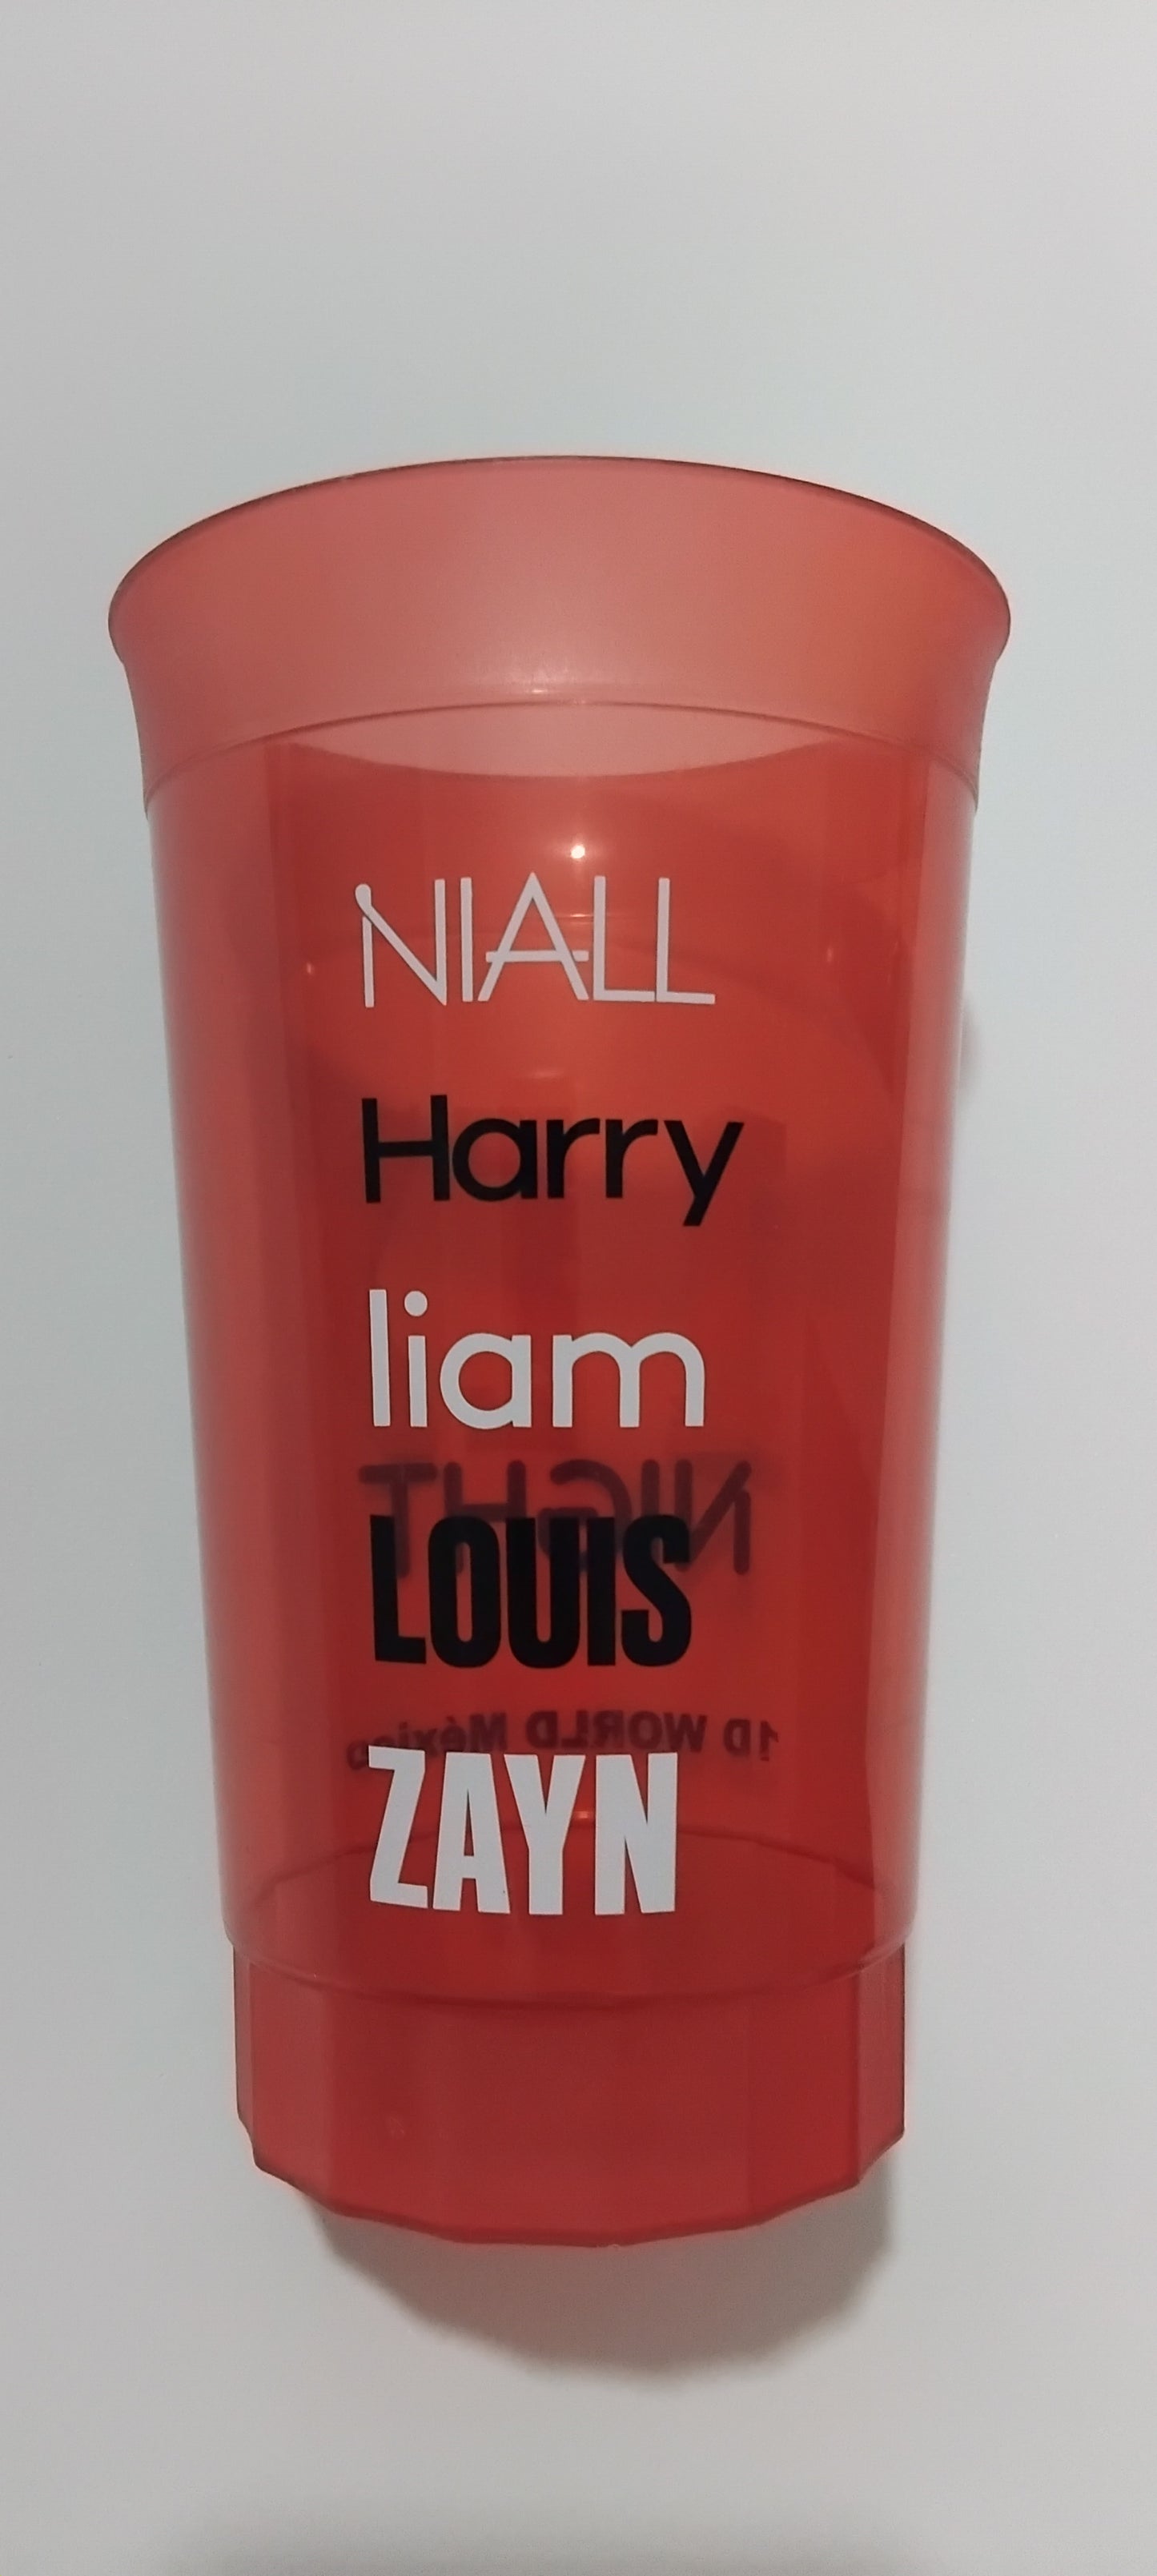 NIALL
Harry
liam
NIGHT
LOUIS
1D WORLD México
ZAYN